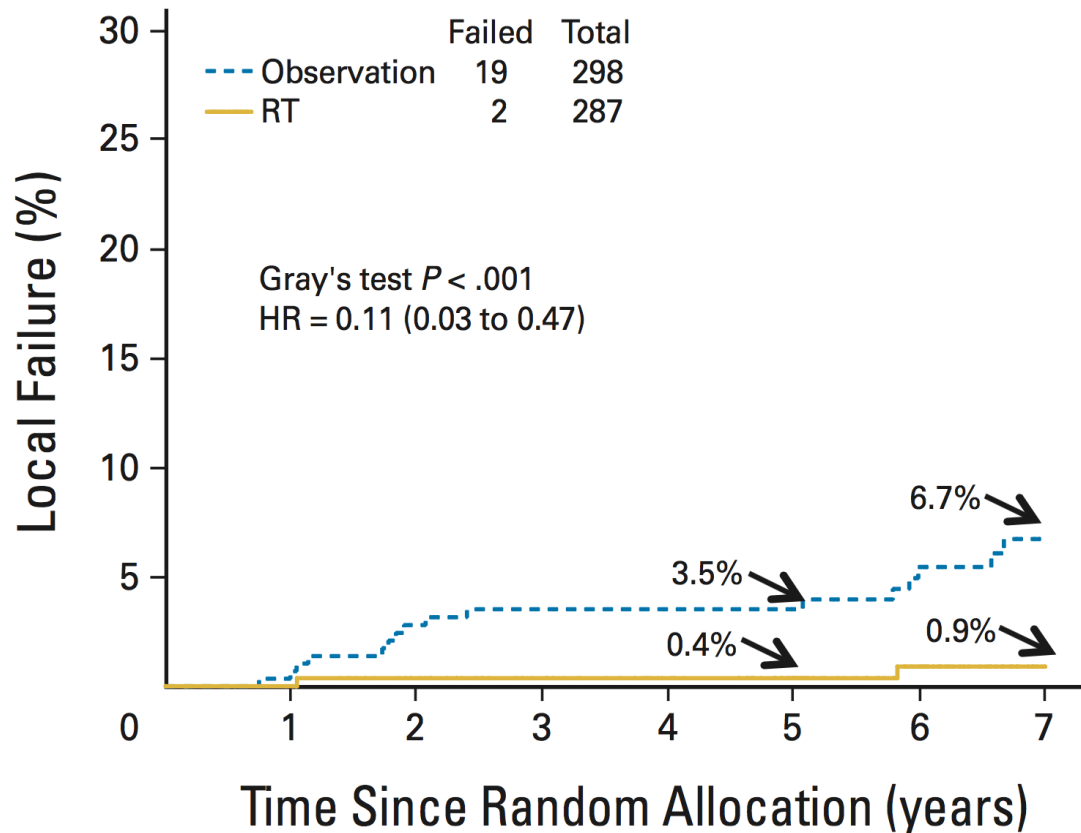 Failed Total
Observation 19 298
RT 2 287
Gray's test P < .001
HR = 0.11 (0.03 to 0.47)
Local Failure (%)
30
25
20
15
10
5
0
6.7%
3.5%
0.4%
0.9%
1 2 3 4 5 6 7
Time Since Random Allocation (years)